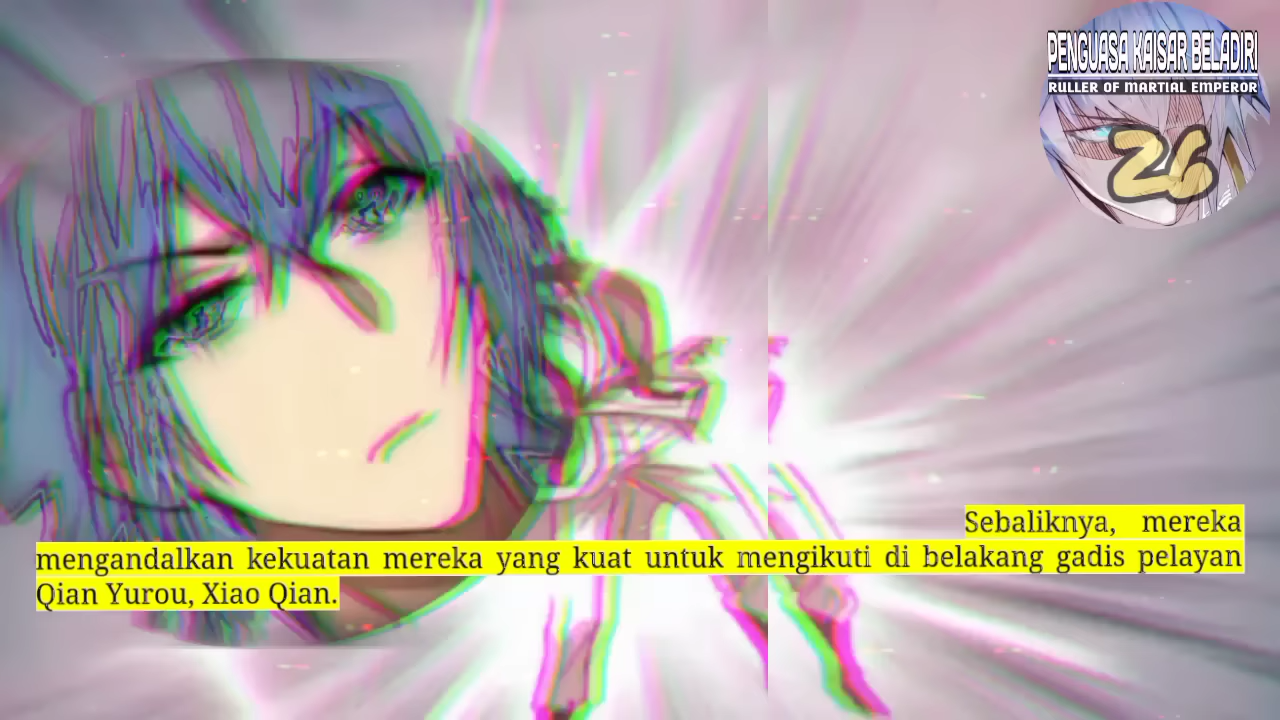 PENGUASA KAISAR BELADIRI
RULLER OF MARTIAL EMPEROR
26
Sebaliknya, mereka
mengandalkan kekuatan mereka yang kuat untuk mengikuti di belakang gadis pelayan
Qian Yurou, Xiao Qian.